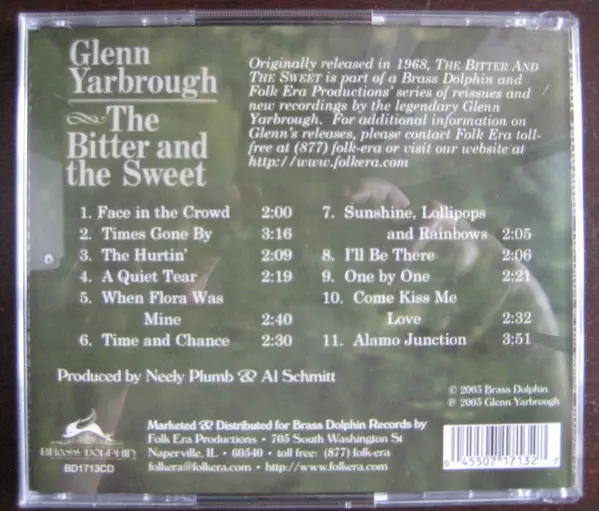 Glenn
Yarbrough
The
Bitter and
the Sweet
Originally released in 1968, THE BITTER AND
THE SWEET is part of a Brass Dolphin and
Folk Era Productions' series of reissues and
new recordings by the legendary Glenn
Yarbrough. For additional information on
Glenn's releases, please contact Folk Era toll-
free at (877) folk-era or visit our website at
http://www.folkera.com
1. Face in the Crowd 2:00
2. Times Gone By 3:16
3. The Hurtin' 2:09
4. A Quiet Tear 2:19
5. When Flora Was
Mine 2:40
6. Time and Chance 2:30
7. Sunshine, Lollipops
and Rainbows 2:05
8. I'll Be There 2:06
9. One by One 2:21
10. Come Kiss Me
Love 2:32
11. Alamo Junction 3:51
Produced by Neely Plumb & Al Schmitt
© 2005 Brass Dolphin
℗ 2005 Glenn Yarbrough
BRASS DOLPHIN
BD1713CD
Marketed & Distributed for Brass Dolphin Records by
Folk Era Productions • 705 South Washington St
Naperville, IL • 60540 • toll free: (877) folk-era
folkera@folkera.com • http://www.folkera.com
0 45507 17132 7